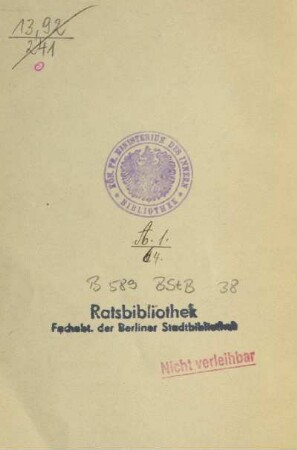 13,92
241
KÖN. PR. MINISTERIUM DES INNERN
BIBLIOTHEK
B 589 BStB 38
Ratsbibliothek
Fachabt. der Berliner Stadtbibliothek
Nicht verleihbar